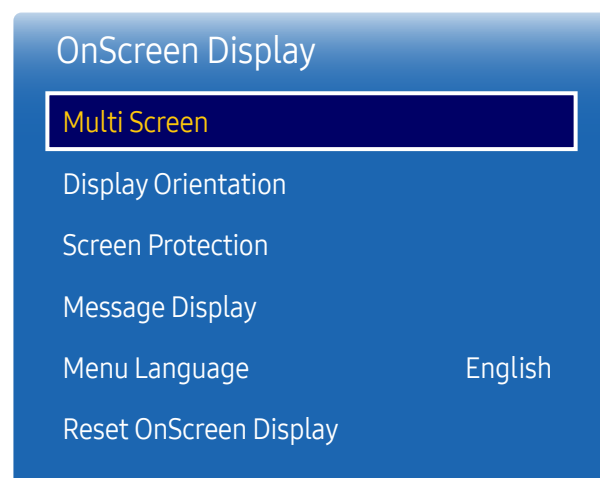 OnScreen Display
Multi Screen
Display Orientation
Screen Protection
Message Display
Menu Language English
Reset OnScreen Display